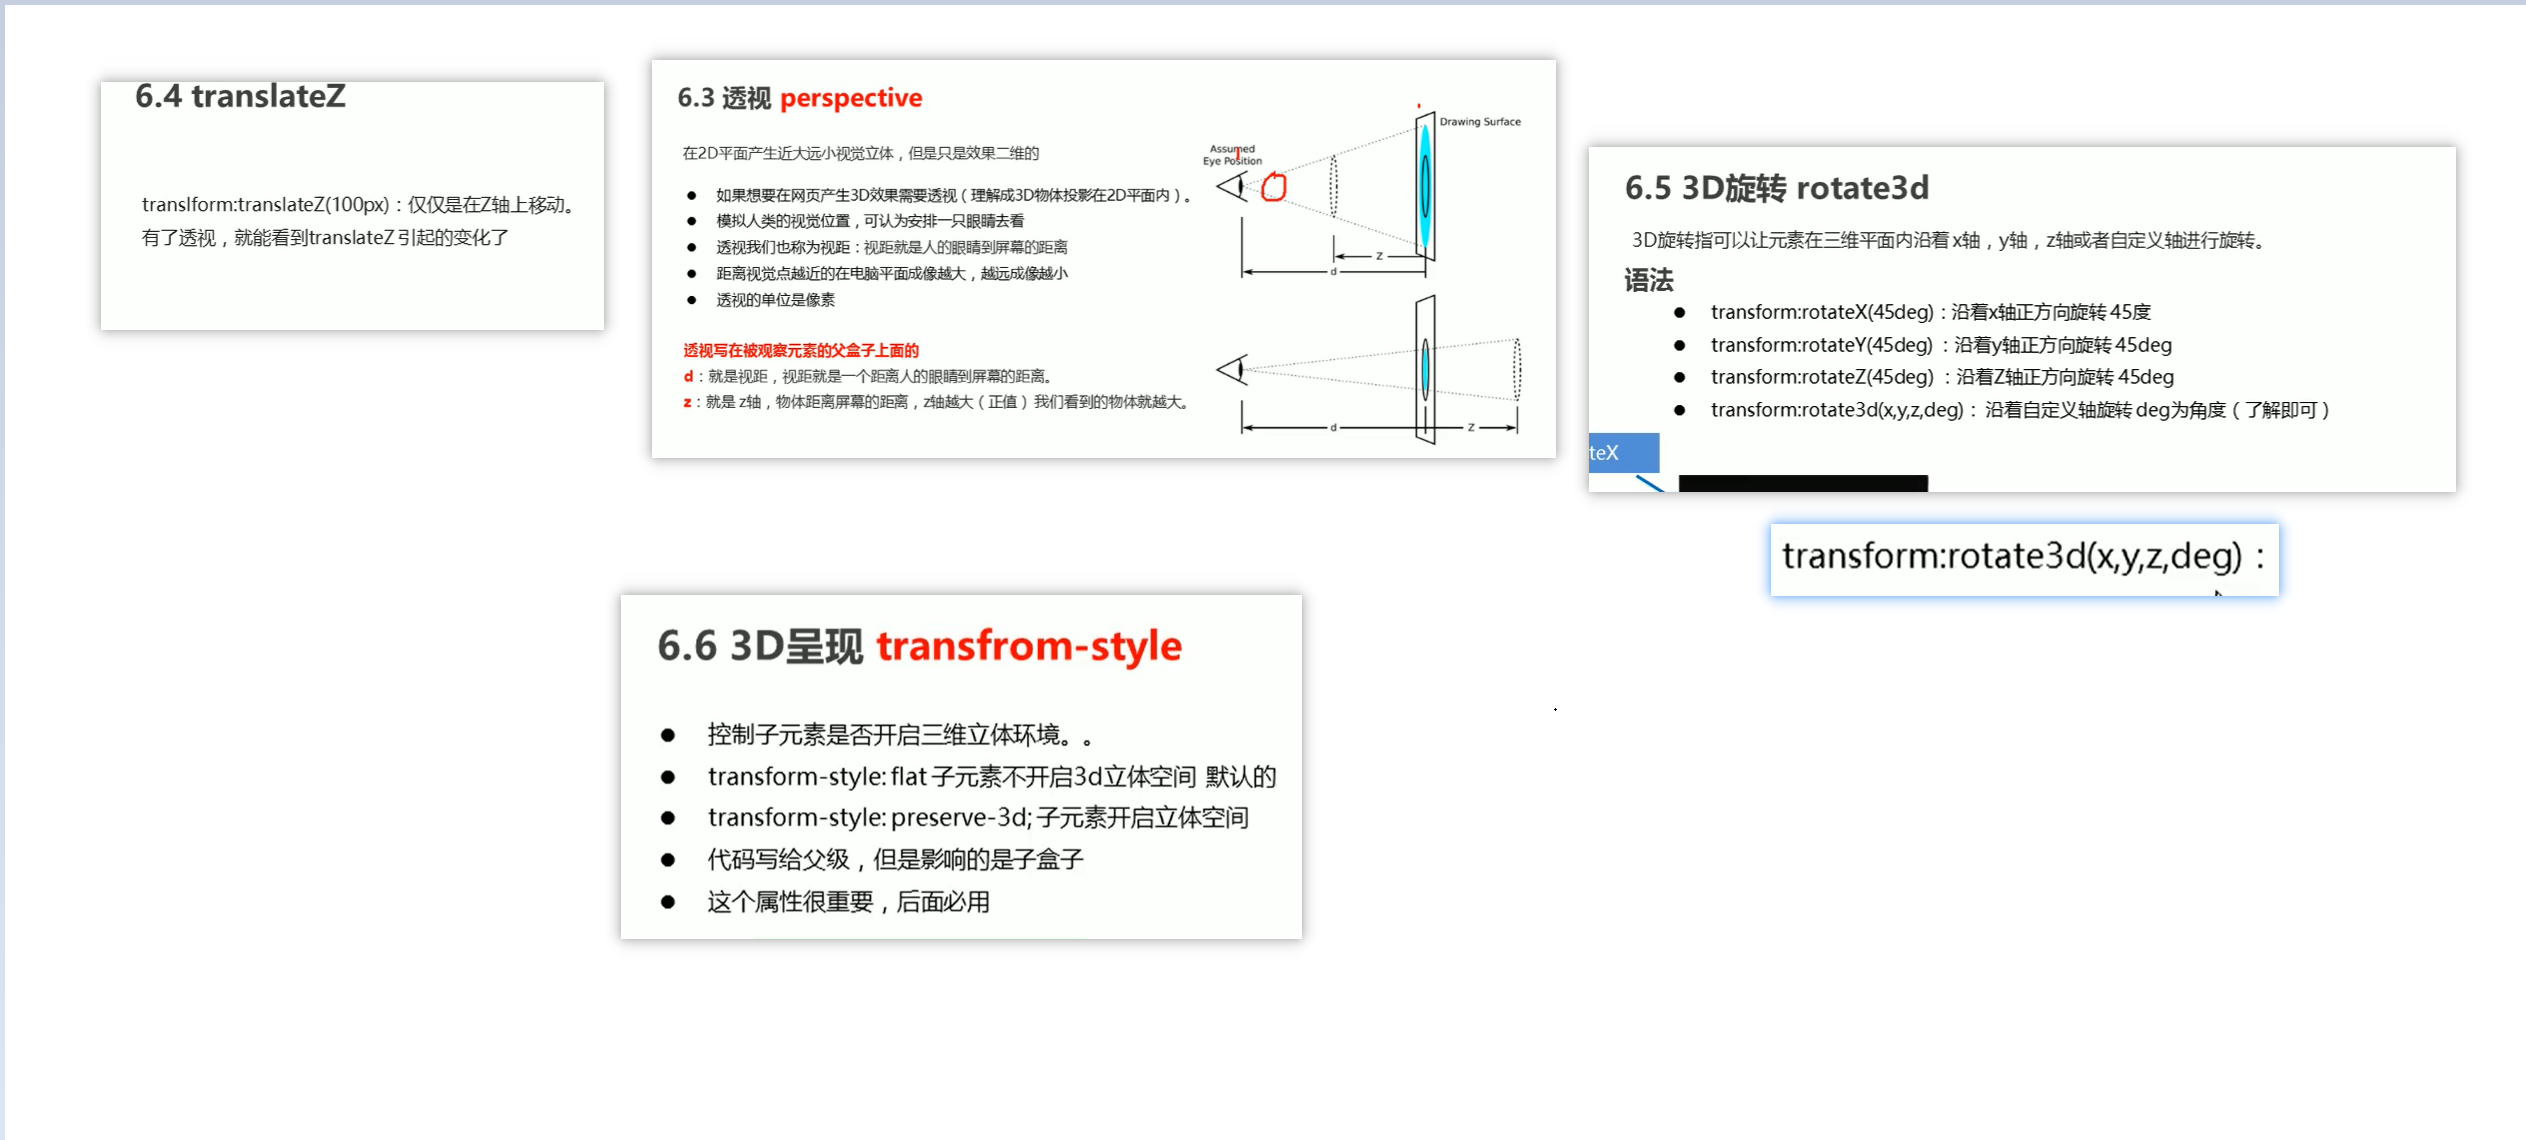 6.4 translateZ
translform:translateZ(100px)：仅仅是在Z轴上移动。
有了透视，就能看到translateZ引起的变化了
6.3 透视 perspective
在2D平面产生近大远小视觉立体，但是只是效果二维的
● 如果想要在网页产生3D效果需要透视（理解成3D物体投影在2D平面内）。
● 模拟人类的视觉位置，可认为安排一只眼睛去看
● 透视我们也称为视距：视距就是人的眼睛到屏幕的距离
● 距离视觉点越近的在电脑平面成像越大，越远成像越小
● 透视的单位是像素
透视写在被观察元素的父盒子上面的
d：就是视距，视距就是一个距离人的眼睛到屏幕的距离。
z：就是 z轴，物体距离屏幕的距离，z轴越大（正值）我们看到的物体就越大。
Drawing Surface
Assumed
Eye Position
Z
d
d
Z
6.5 3D旋转 rotate3d
3D旋转指可以让元素在三维平面内沿着 x轴，y轴，z轴或者自定义轴进行旋转。
语法
● transform:rotateX(45deg)：沿着x轴正方向旋转 45度
● transform:rotateY(45deg) ：沿着y轴正方向旋转 45deg
● transform:rotateZ(45deg) ：沿着Z轴正方向旋转 45deg
● transform:rotate3d(x,y,z,deg)： 沿着自定义轴旋转 deg为角度（了解即可）
teX
transform:rotate3d(x,y,z,deg)：
6.6 3D呈现 transfrom-style
● 控制子元素是否开启三维立体环境。。
● transform-style: flat 子元素不开启3d立体空间 默认的
● transform-style: preserve-3d; 子元素开启立体空间
● 代码写给父级，但是影响的是子盒子
● 这个属性很重要，后面必用